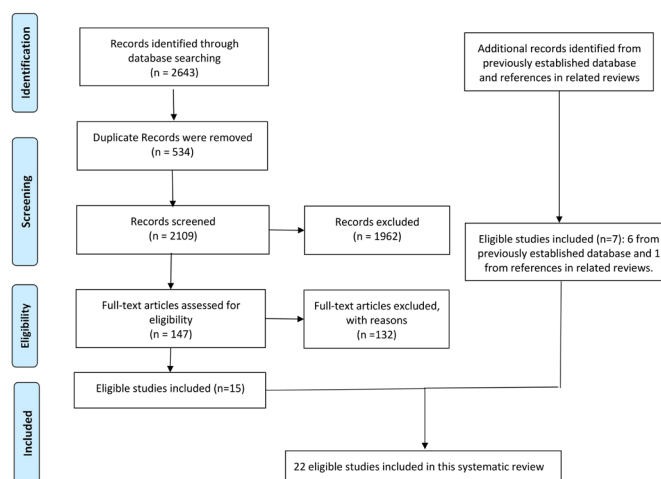 Identification
Records identified through
database searching
(n = 2643)
Additional records identified from
previously established database
and references in related reviews
Duplicate Records were removed
(n = 534)
Screening
Records screened
(n = 2109)
Records excluded
(n = 1962)
Eligible studies included (n=7): 6 from
previously established database and 1
from references in related reviews.
Eligibility
Full-text articles assessed for
eligibility
(n = 147)
Full-text articles excluded,
with reasons
(n =132)
Included
Eligible studies included (n=15)
22 eligible studies included in this systematic review